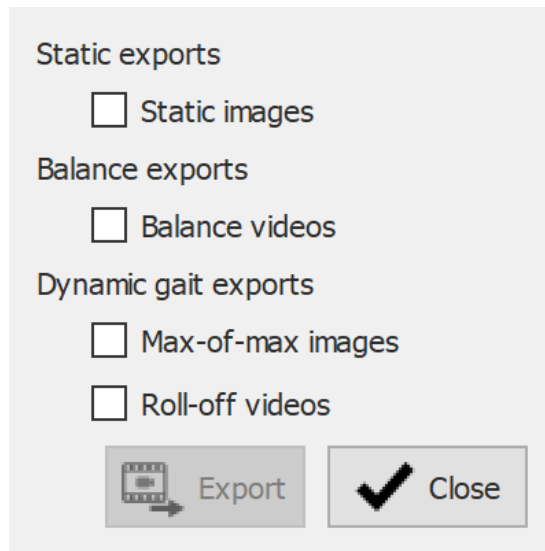 Static exports
Static images
Balance exports
Balance videos
Dynamic gait exports
Max-of-max images
Roll-off videos
Export Close